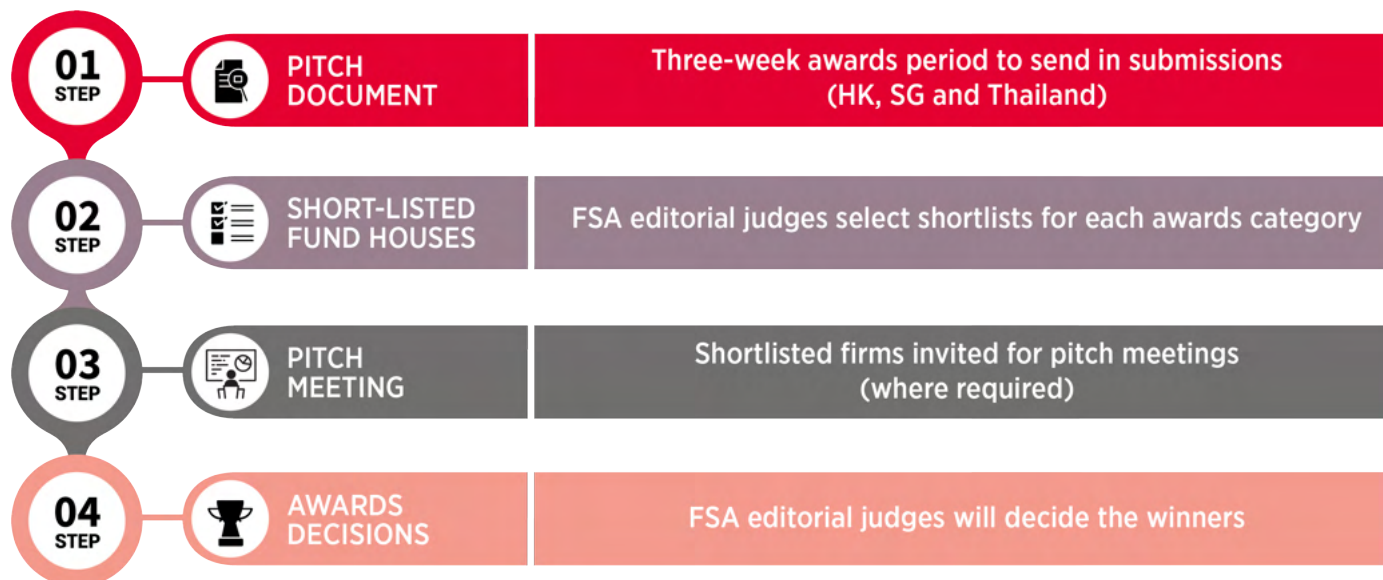 01
STEP
PITCH
DOCUMENT
Three-week awards period to send in submissions
(HK, SG and Thailand)
02
STEP
SHORT-LISTED
FUND HOUSES
FSA editorial judges select shortlists for each awards category
03
STEP
PITCH
MEETING
Shortlisted firms invited for pitch meetings
(where required)
04
STEP
AWARDS
DECISIONS
FSA editorial judges will decide the winners